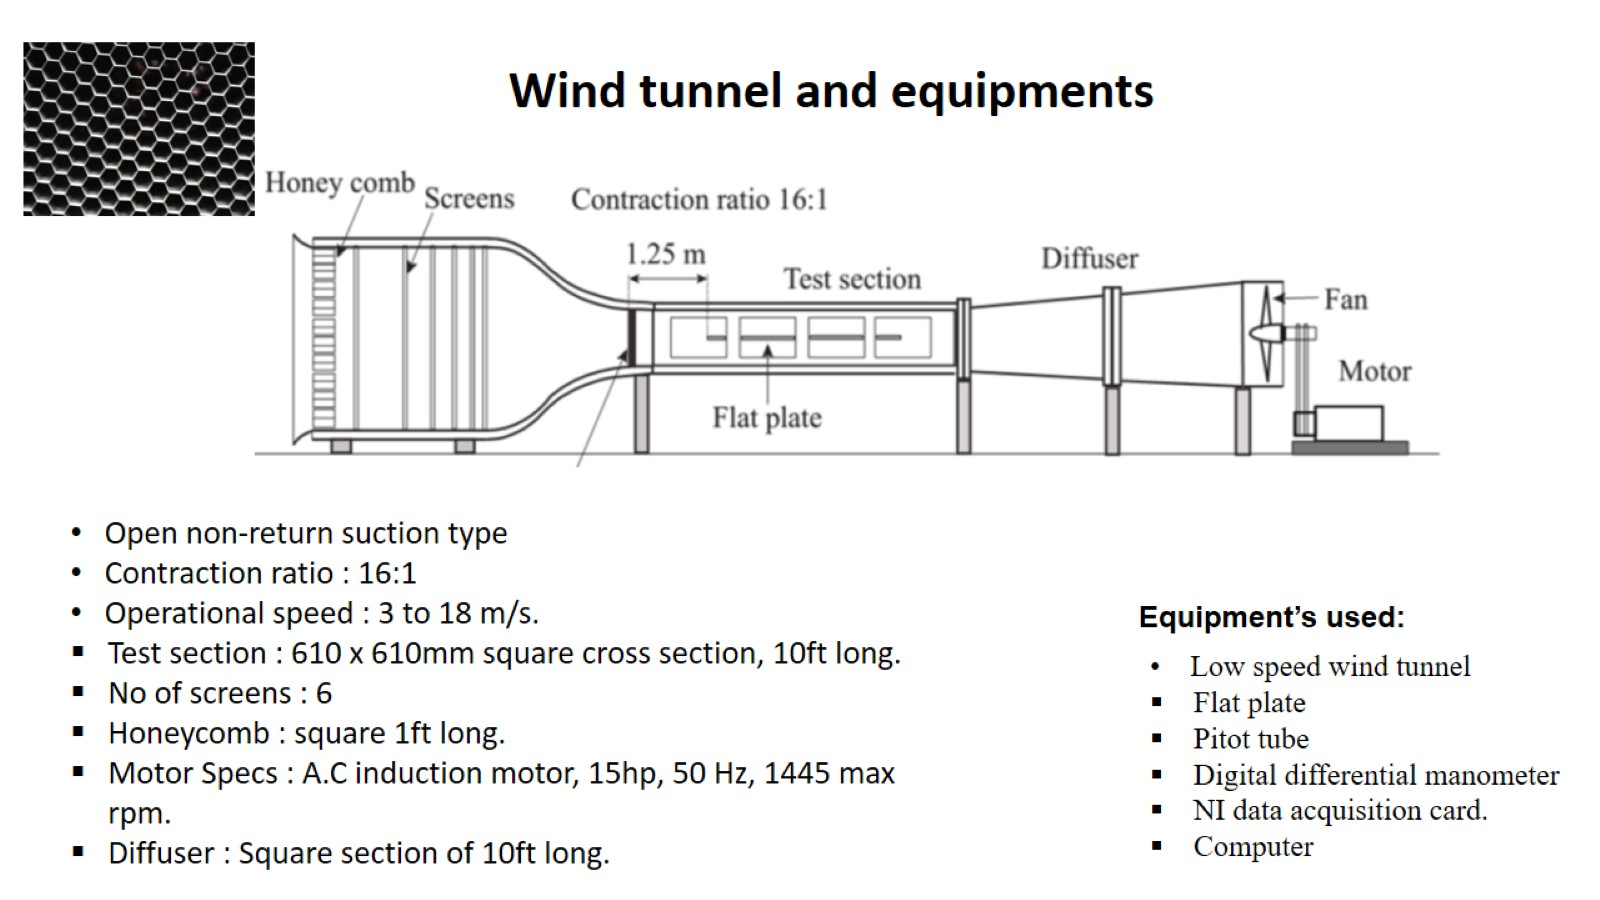 Wind tunnel and equipments
Honey comb
Screens
Contraction ratio 16:1
1.25 m
Test section
Diffuser
Fan
Motor
Flat plate
• Open non-return suction type
• Contraction ratio : 16:1
• Operational speed : 3 to 18 m/s.
▪ Test section : 610 x 610mm square cross section, 10ft long.
▪ No of screens : 6
▪ Honeycomb : square 1ft long.
▪ Motor Specs : A.C induction motor, 15hp, 50 Hz, 1445 max
rpm.
▪ Diffuser : Square section of 10ft long.
Equipment’s used:
• Low speed wind tunnel
▪ Flat plate
▪ Pitot tube
▪ Digital differential manometer
▪ NI data acquisition card.
▪ Computer